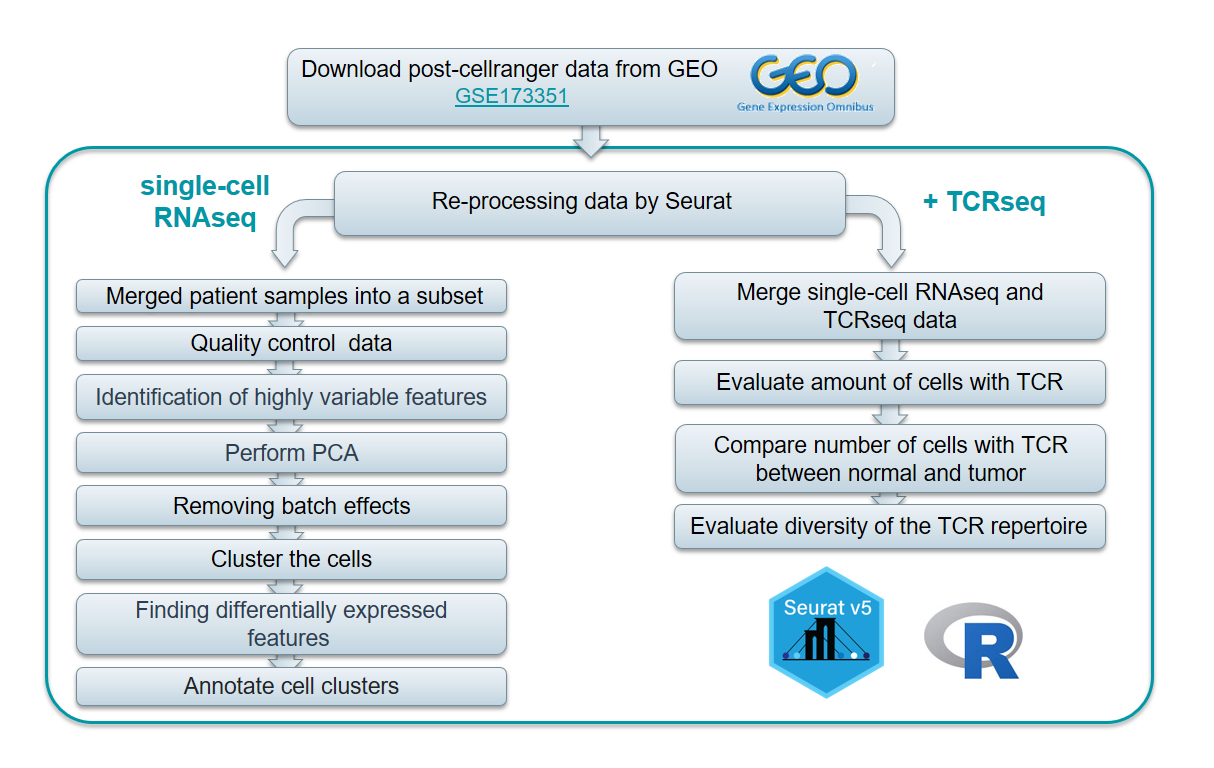 Download post-cellranger data from GEO
GSE173351
GEO
Gene Expression Omnibus
single-cell
RNAseq
Re-processing data by Seurat
+ TCRseq
Merged patient samples into a subset
Quality control data
Identification of highly variable features
Perform PCA
Removing batch effects
Cluster the cells
Finding differentially expressed
features
Annotate cell clusters
Merge single-cell RNAseq and
TCRseq data
Evaluate amount of cells with TCR
Compare number of cells with TCR
between normal and tumor
Evaluate diversity of the TCR repertoire
Seurat v5
R